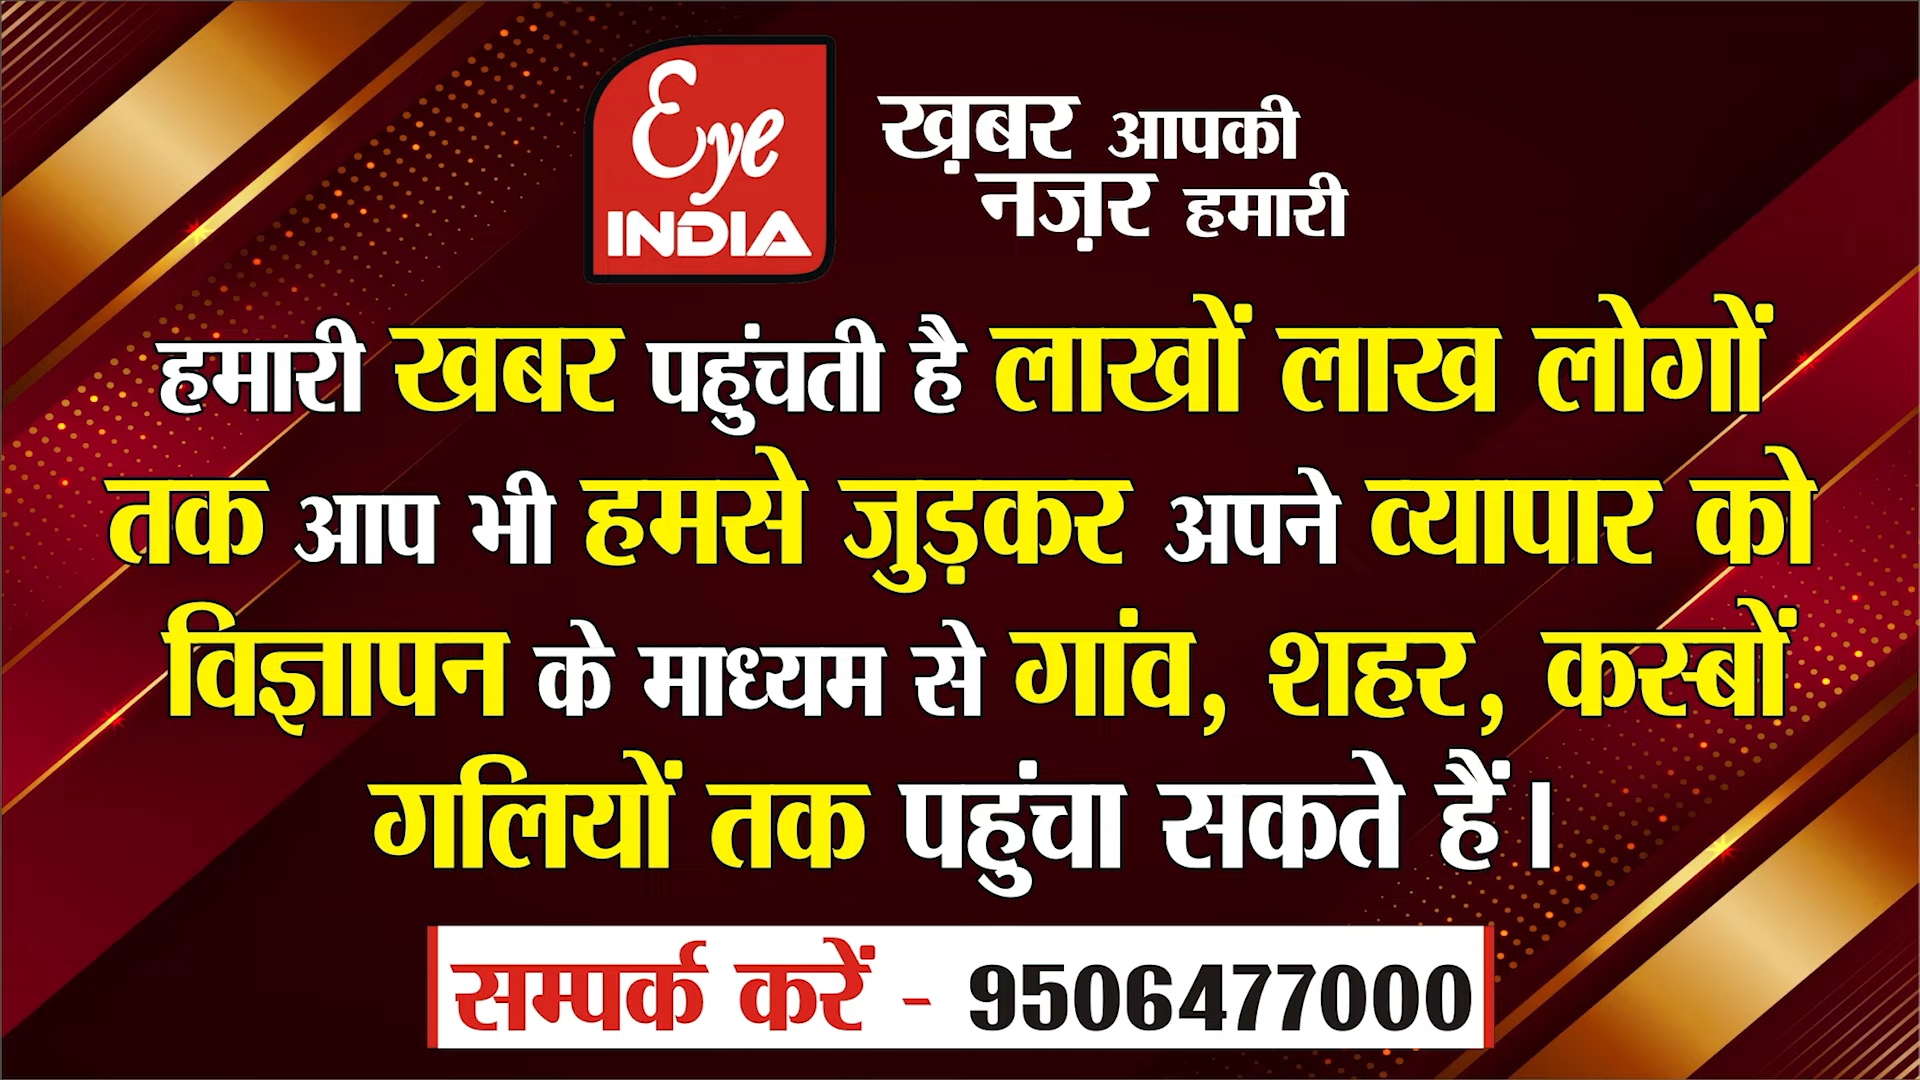 Eye
INDIA
ख़बर आपकी
नज़र हमारी
हमारी खबर पहुंचती है लाखों लाख लोगों
तक आप भी हमसे जुड़कर अपने व्यापार को
विज्ञापन के माध्यम से गांव, शहर, कस्बों
गलियों तक पहुंचा सकते हैं।
सम्पर्क करें - 9506477000